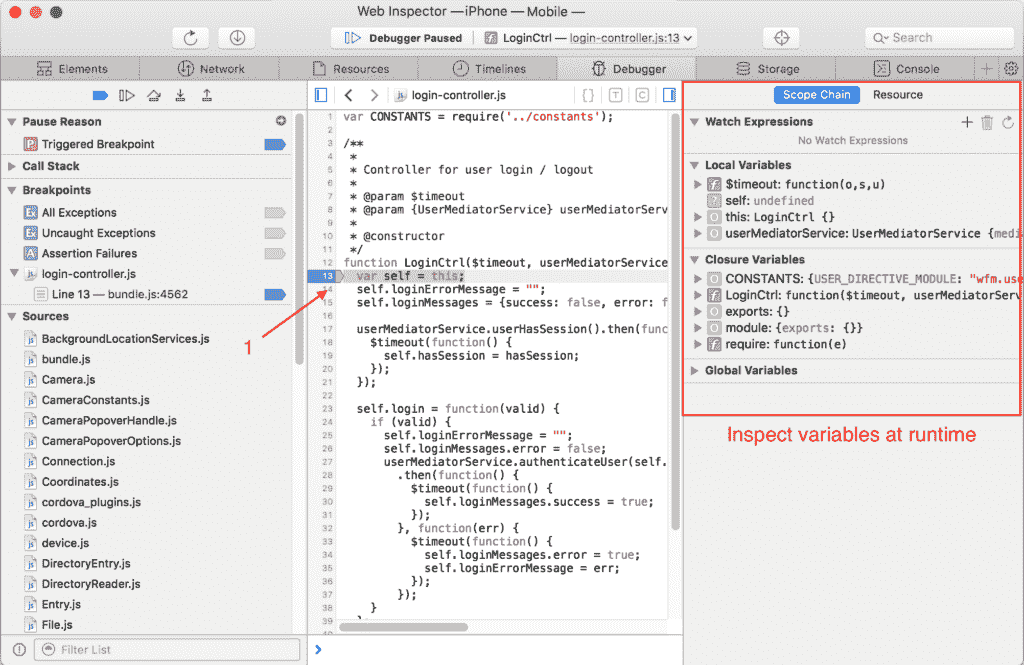 Web Inspector —iPhone — Mobile —
Debugger Paused
LoginCtrl — login-controller.js:13
Search
Elements
Network
Resources
Timelines
Debugger
Storage
Console
Pause Reason
Triggered Breakpoint
Call Stack
Breakpoints
All Exceptions
Uncaught Exceptions
Assertion Failures
login-controller.js
Line 13 — bundle.js:4562
Sources
BackgroundLocationServices.js
bundle.js
Camera.js
CameraConstants.js
CameraPopoverHandle.js
CameraPopoverOptions.js
Connection.js
Coordinates.js
cordova_plugins.js
cordova.js
device.js
DirectoryEntry.js
DirectoryReader.js
Entry.js
File.js
Filter List
login-controller.js
1 var CONSTANTS = require('../constants');
2
3 /**
4 *
5 * Controller for user login / logout
6 *
7 * @param $timeout
8 * @param {UserMediatorService} userMediatorServ
9 *
10 * @constructor
11 */
12 function LoginCtrl($timeout, userMediatorService
13 var self = this;
14 self.loginErrorMessage = "";
15 self.loginMessages = {success: false, error: f
16
17 userMediatorService.userHasSession().then(func
18 $timeout(function() {
19 self.hasSession = hasSession;
20 });
21 });
22
23 self.login = function(valid) {
24 if (valid) {
25 self.loginErrorMessage = "";
26 self.loginMessages.error = false;
27 userMediatorService.authenticateUser(self.
28 .then(function() {
29 $timeout(function() {
30 self.loginMessages.success = true;
31 });
32 }, function(err) {
33 $timeout(function() {
34 self.loginMessages.error = true;
35 self.loginErrorMessage = err;
36 });
37 });
38 }
39
1
Scope Chain
Resource
Watch Expressions
No Watch Expressions
Local Variables
$timeout: function(o,s,u)
self: undefined
this: LoginCtrl {}
userMediatorService: UserService {medi
Closure Variables
CONSTANTS: {USER_DIRECTIVE_MODULE: "wfm.use
LoginCtrl: function($timeout, userMediatorServ
exports: {}
module: {exports: {}}
require: function(e)
Global Variables
Inspect variables at runtime